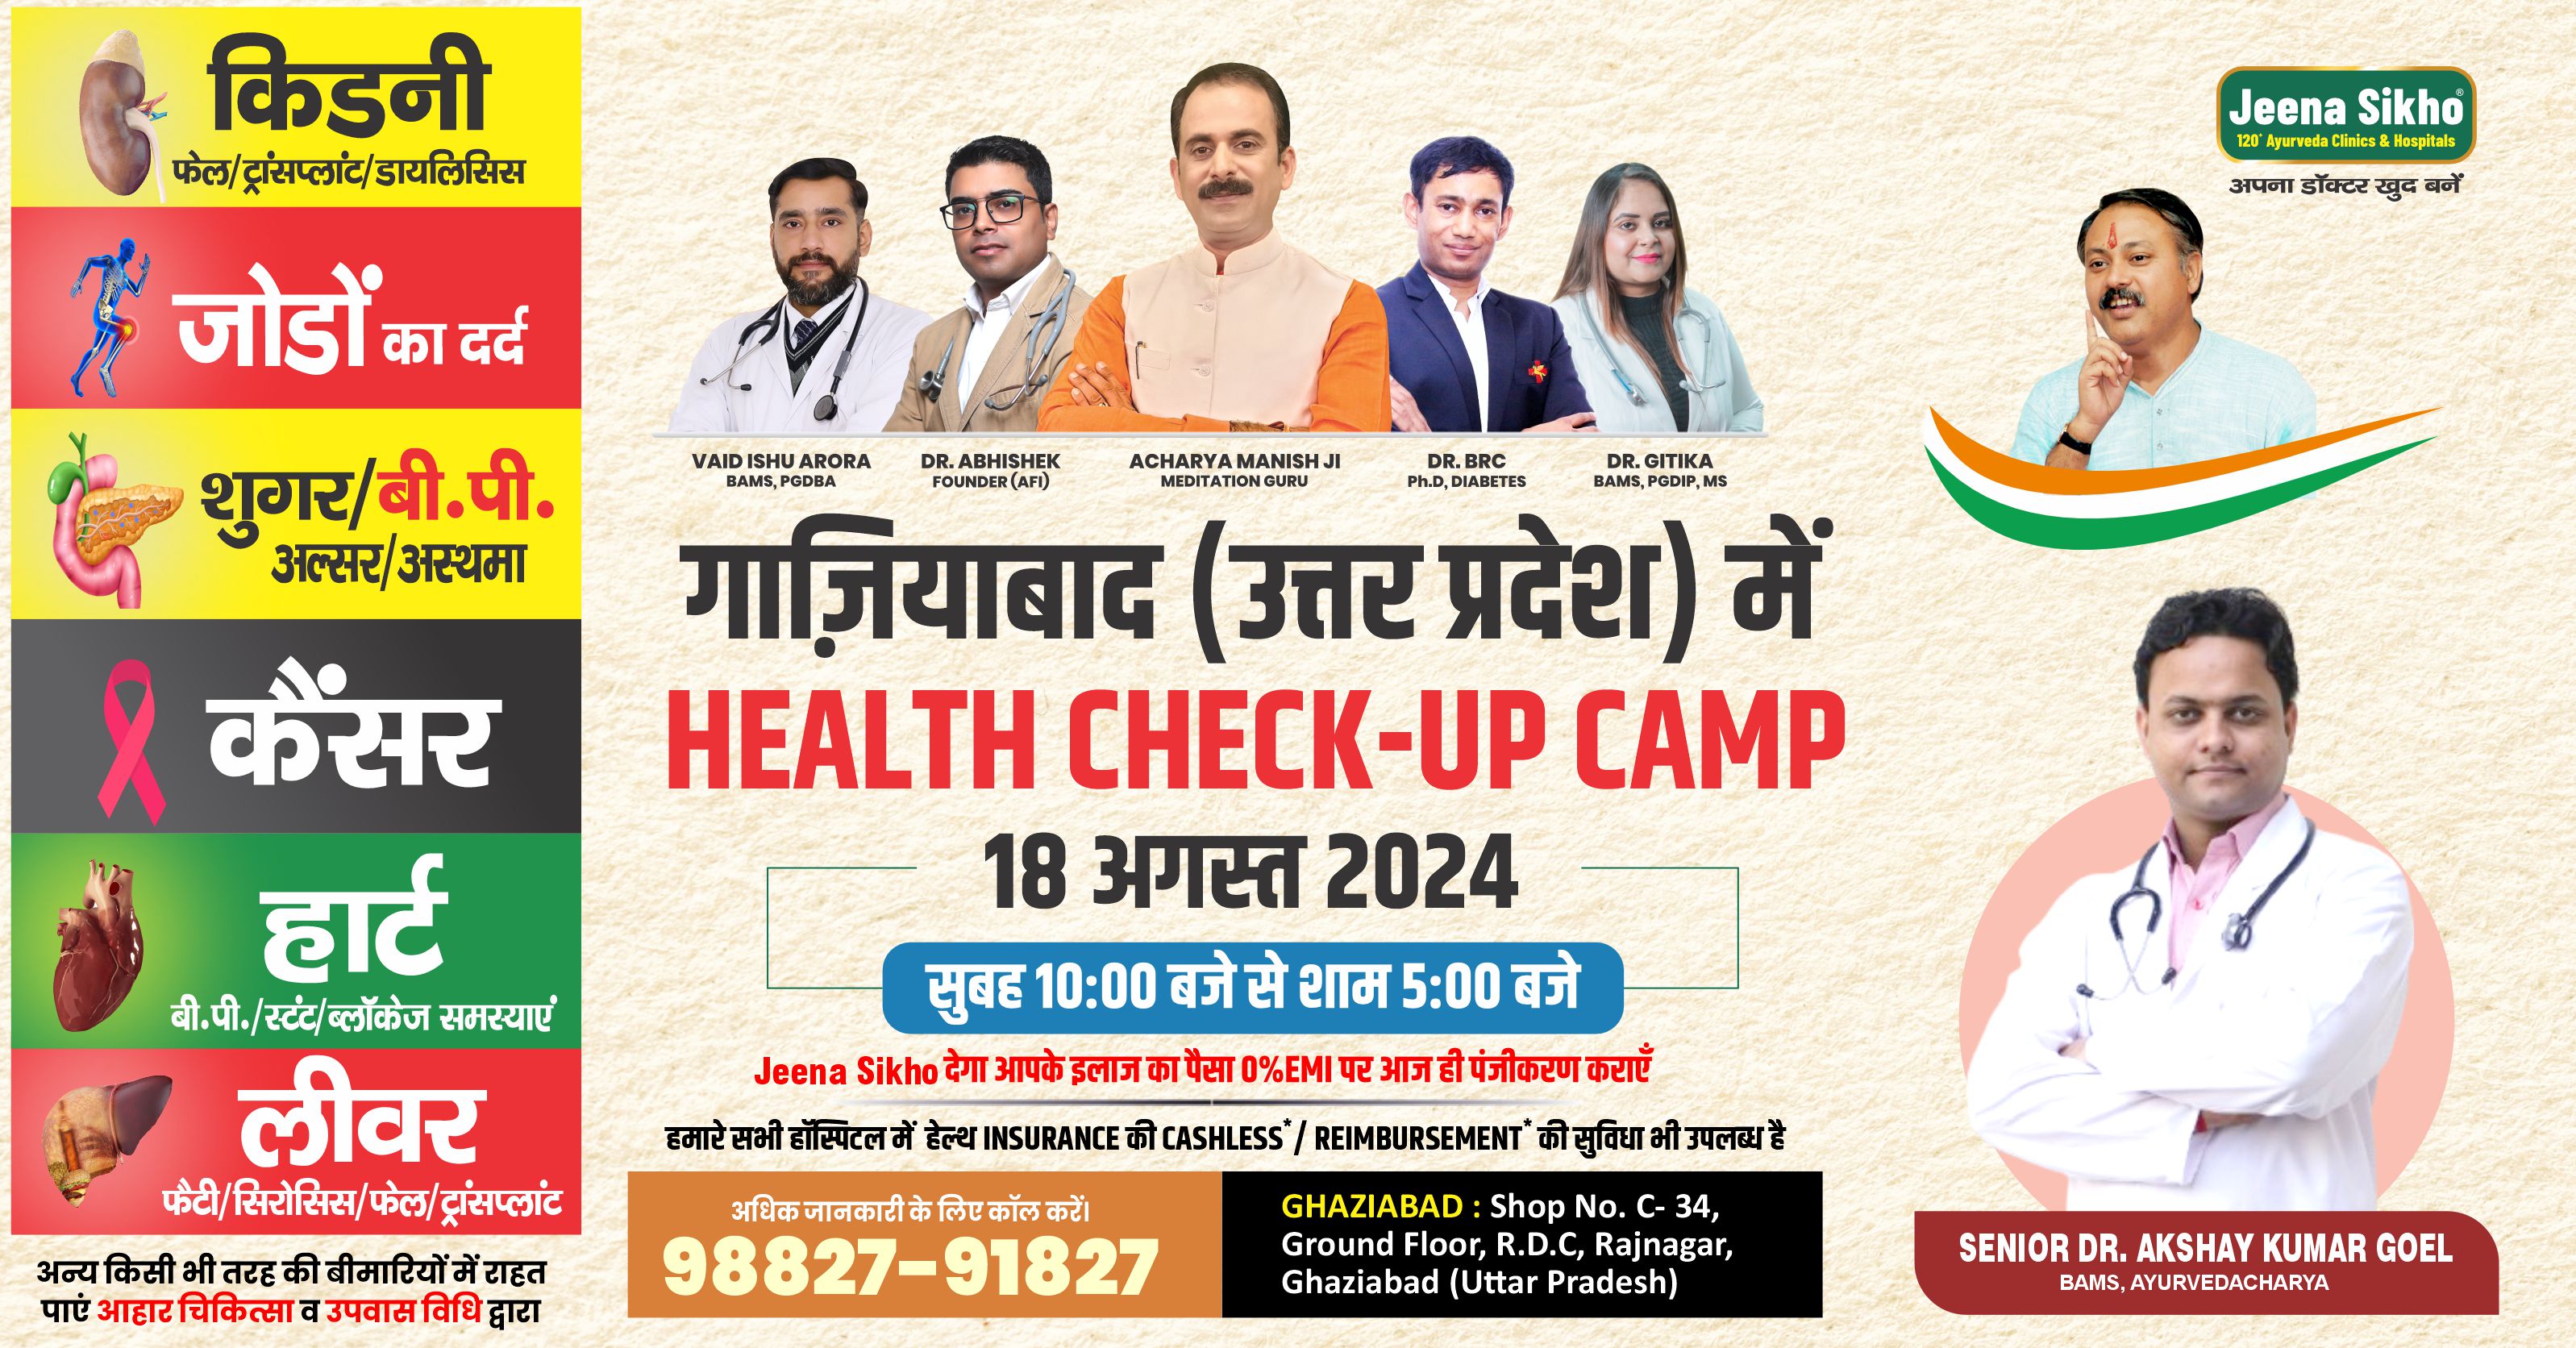 किडनी
फेल/ट्रांसप्लांट/डायलिसिस
जोडों का दर्द
शुगर/बी.पी.
अल्सर/अस्थमा
कैंसर
हार्ट
बी.पी./स्टंट/ब्लॉकेज समस्याएं
लीवर
फैटी/सिरोसिस/फेल/ट्रांसप्लांट
अन्य किसी भी तरह की बीमारियों में राहत
पाएं आहार चिकित्सा व उपवास विधि द्वारा
VAID ISHU ARORA
BAMS, PGDBA
DR. ABHISHEK
FOUNDER (AFI)
ACHARYA MANISH JI
MEDITATION GURU
DR. BRC
Ph.D, DIABETES
DR. GITIKA
BAMS, PGDIP, MS
गाज़ियाबाद (उत्तर प्रदेश) में
HEALTH CHECK-UP CAMP
18 अगस्त 2024
सुबह 10:00 बजे से शाम 5:00 बजे
Jeena Sikho देगा आपके इलाज का पैसा 0%EMI पर आज ही पंजीकरण कराएँ
हमारे सभी हॉस्पिटल में हेल्थ INSURANCE की CASHLESS*/ REIMBURSEMENT* की सुविधा भी उपलब्ध है
अधिक जानकारी के लिए कॉल करें।
98827-91827
GHAZIABAD : Shop No. C- 34,
Ground Floor, R.D.C, Rajnagar,
Ghaziabad (Uttar Pradesh)
Jeena Sikho®
120+ Ayurveda Clinics & Hospitals
अपना डॉक्टर खुद बनें
SENIOR DR. AKSHAY KUMAR GOEL
BAMS, AYURVEDACHARYA